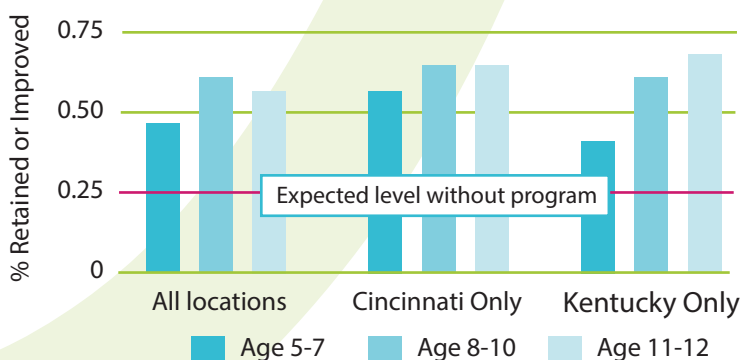 % Retained or Improved
0.75
0.50
0.25
0
Expected level without program
All locations
Cincinnati Only
Kentucky Only
Age 5-7
Age 8-10
Age 11-12